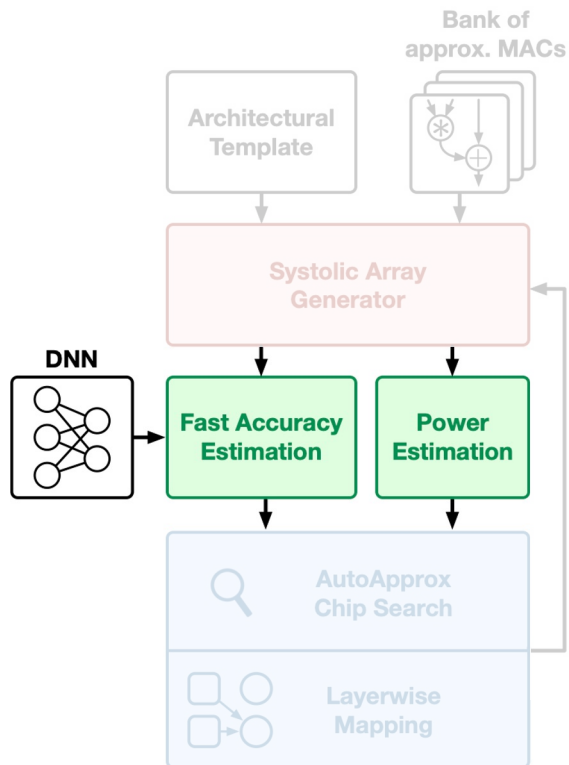 Bank of
approx. MACs
Architectural
Template
Systolic Array
Generator
DNN
Fast Accuracy
Estimation
Power
Estimation
AutoApprox
Chip Search
Layerwise
Mapping